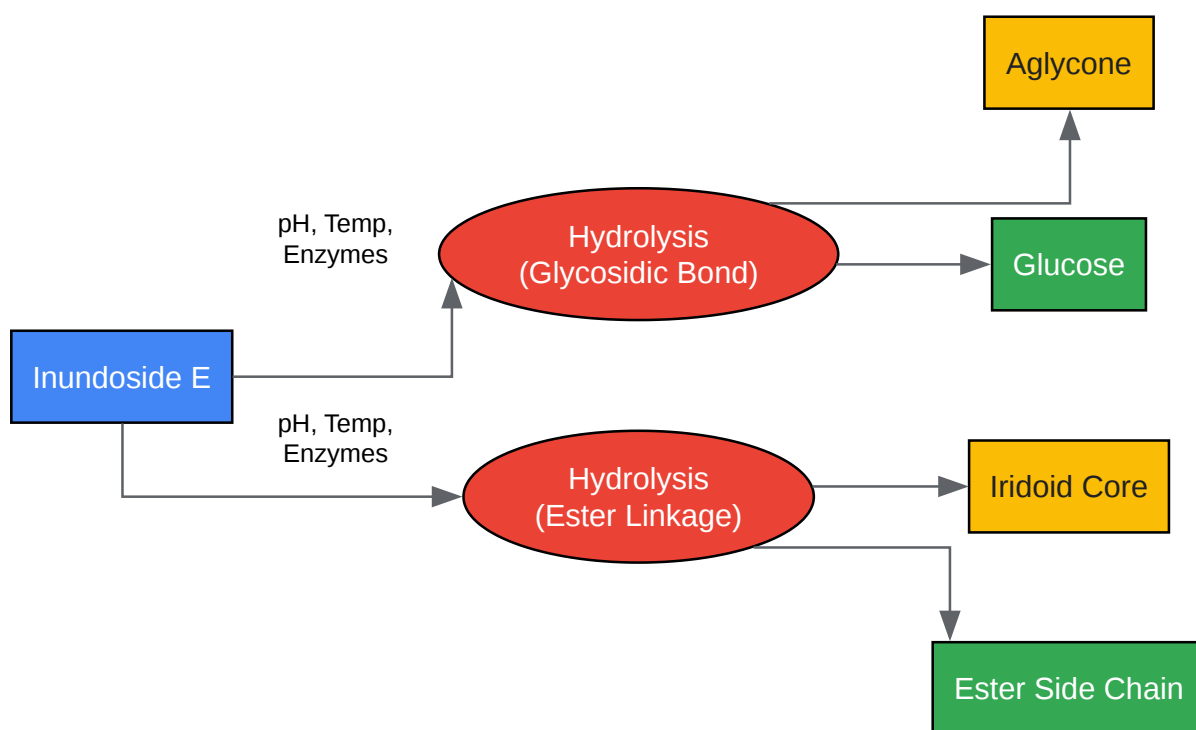 Aglycone
pH, Temp,
Enzymes
Hydrolysis
(Glycosidic Bond)
Glucose
Inundoside E
pH, Temp,
Enzymes
Hydrolysis
(Ester Linkage)
Iridoid Core
Ester Side Chain